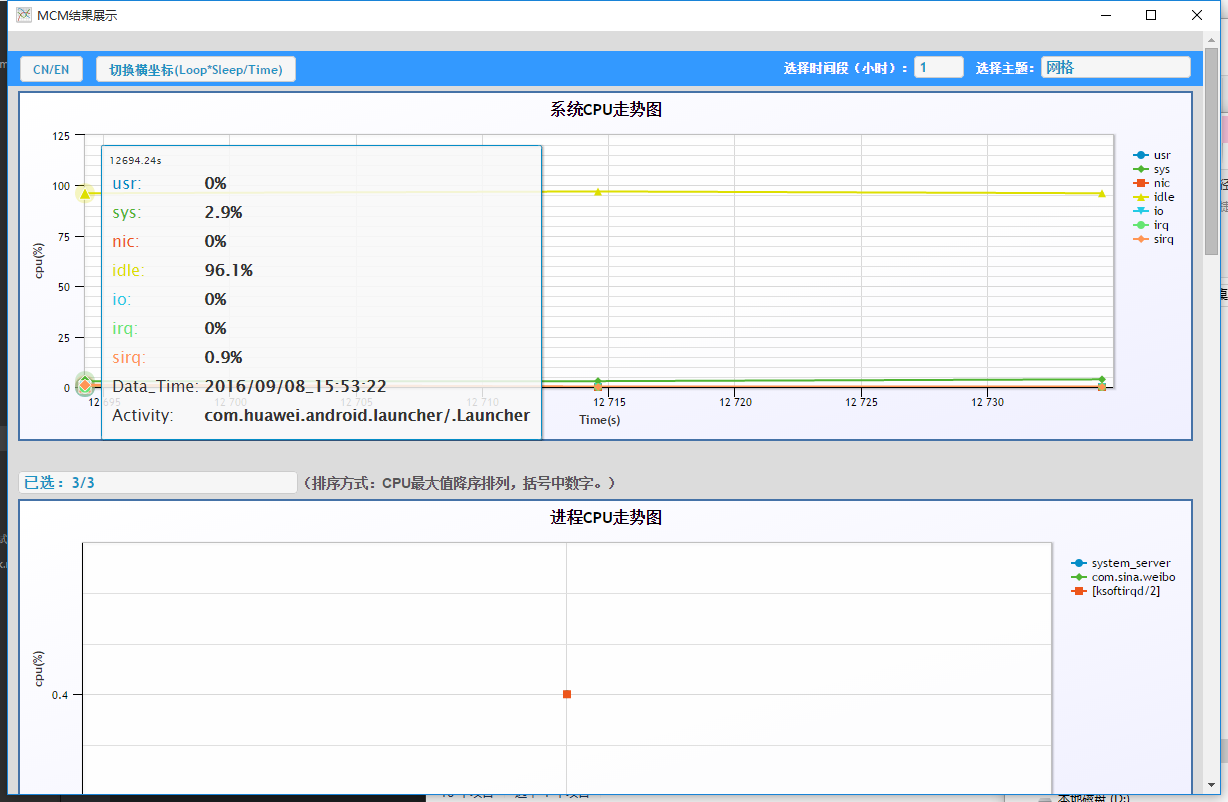 MCM结果展示
CN/EN
切换横坐标(Loop*Sleep/Time)
选择时间段（小时）： 1
选择主题： 网格
系统CPU走势图
125
100
75
50
25
0
cpu(%)
12694.24s
usr: 0%
sys: 2.9%
nic: 0%
idle: 96.1%
io: 0%
irq: 0%
sirq: 0.9%
Data_Time: 2016/09/08_15:53:22
Activity: com.huawei.android.launcher/.Launcher
12 695
12 700
12 705
12 710
12 715
12 720
12 725
12 730
Time(s)
usr
sys
nic
idle
io
irq
sirq
已选：3/3
（排序方式：CPU最大值降序排列，括号中数字。）
进程CPU走势图
cpu(%)
0.4
system_server
com.sina.weibo
[ksoftirqd/2]
本地磁盘 (D:)